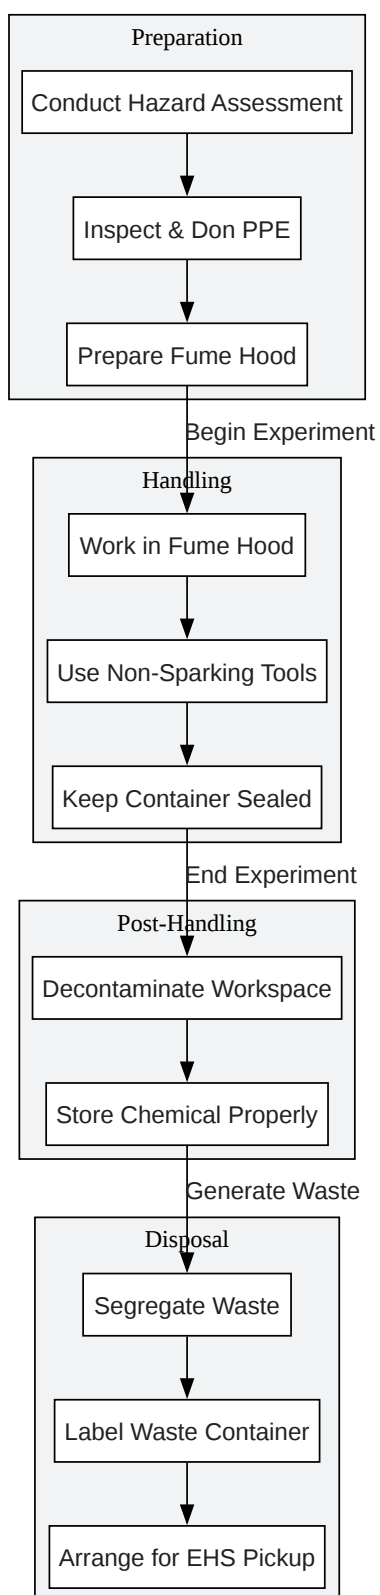 Preparation
Conduct Hazard Assessment
Inspect & Don PPE
Prepare Fume Hood
Begin Experiment
Handling
Work in Fume Hood
Use Non-Sparking Tools
Keep Container Sealed
End Experiment
Post-Handling
Decontaminate Workspace
Store Chemical Properly
Generate Waste
Disposal
Segregate Waste
Label Waste Container
Arrange for EHS Pickup